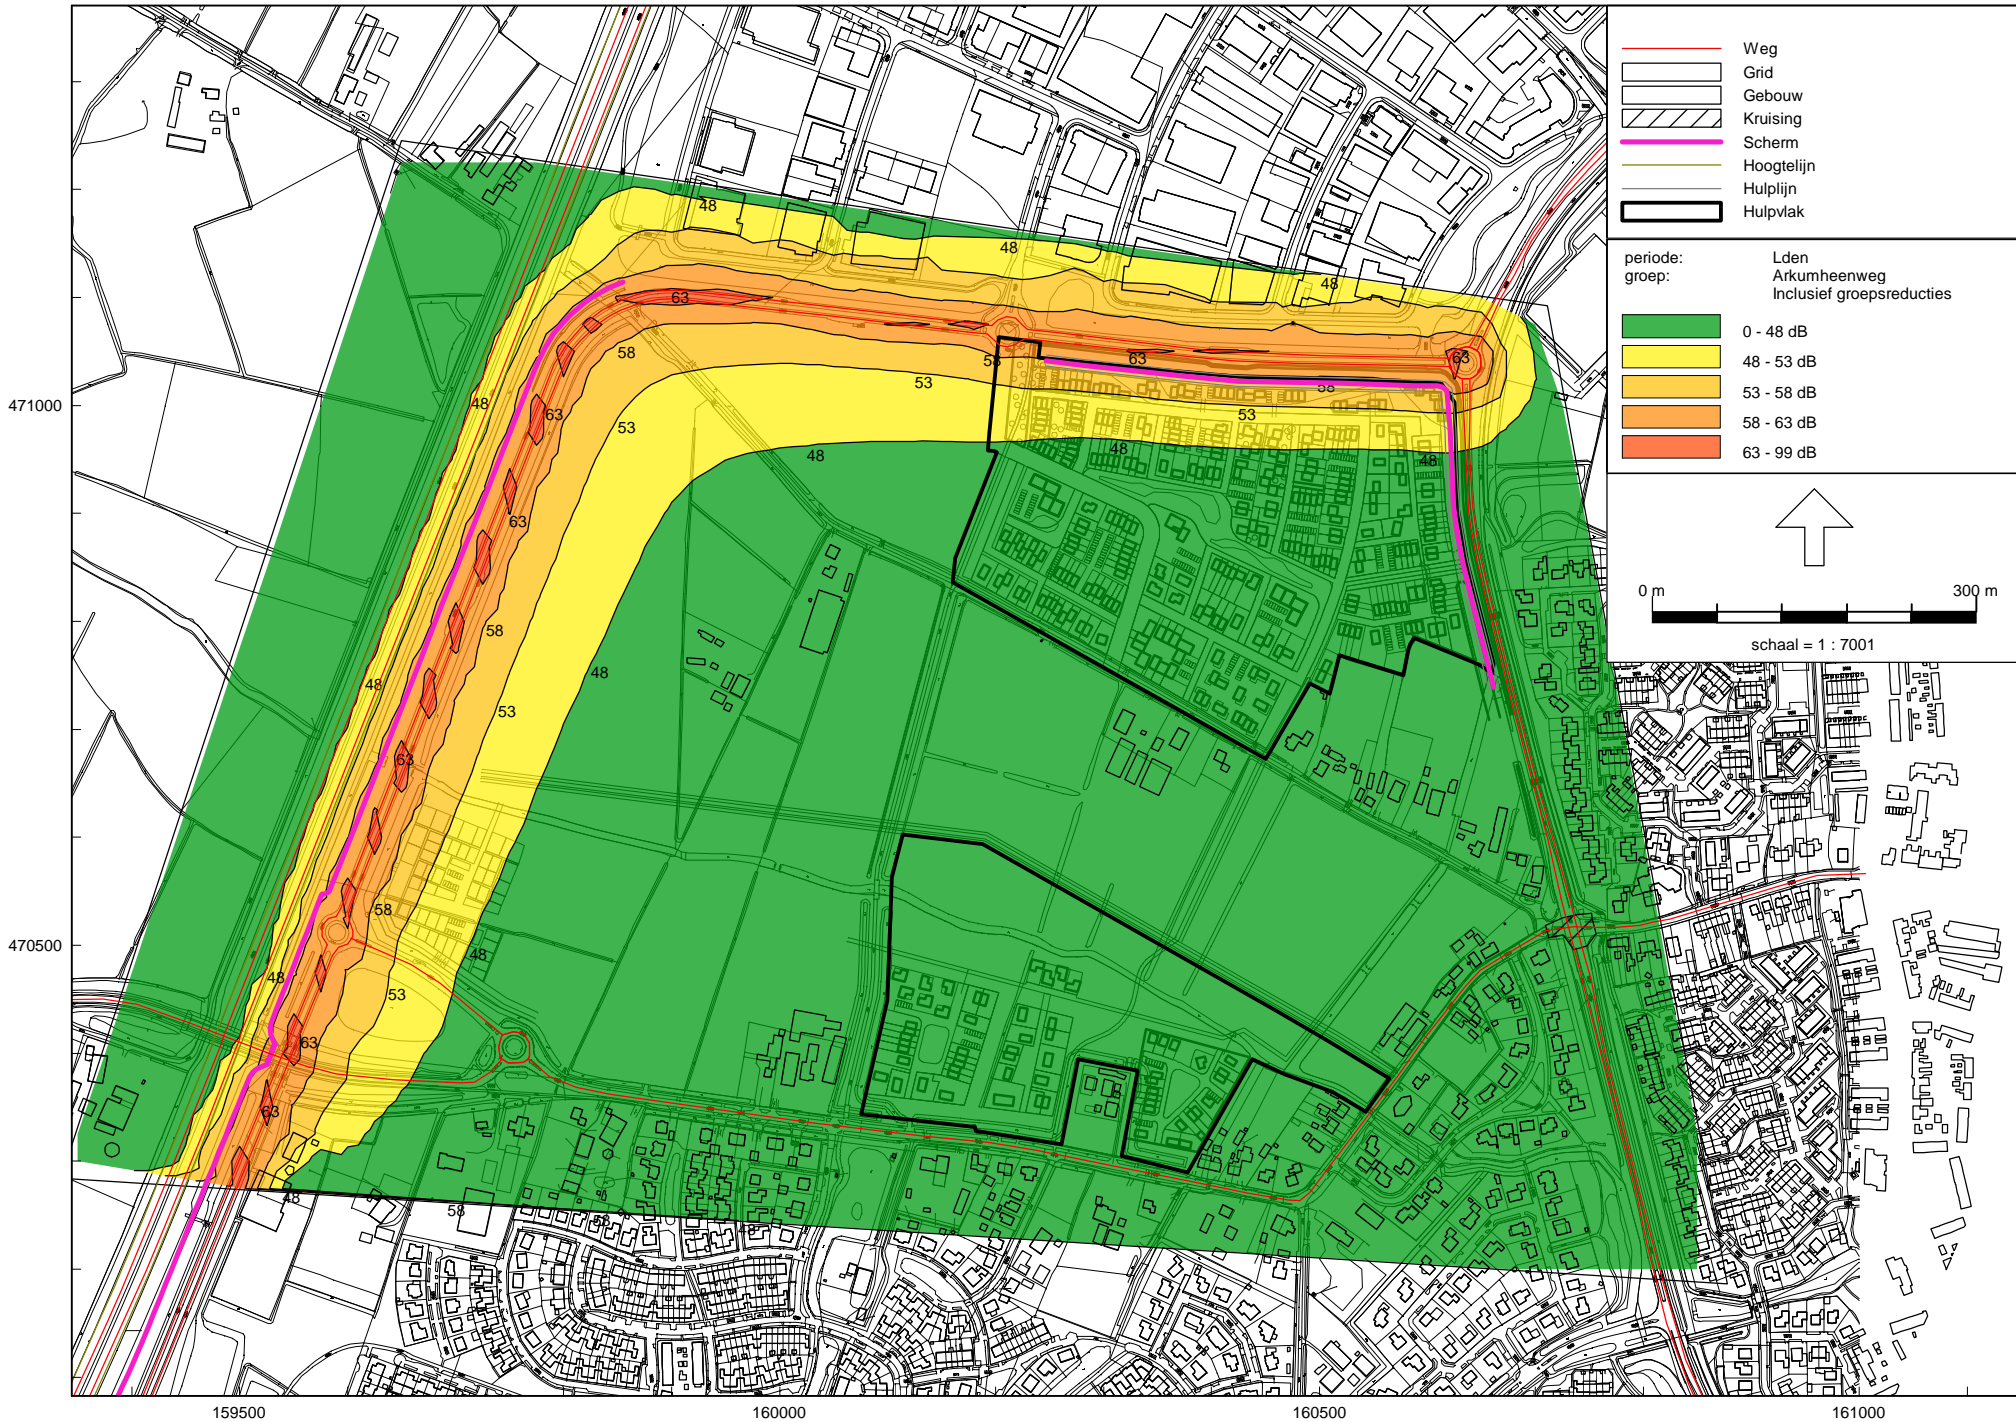 Weg
Grid
Gebouw
Kruising
Scherm
Hoogtelijn
Hulplijn
Hulpvlak
periode: Lden
groep: Arkumheenweg
Inclusief groepsreducties
0 - 48 dB
48 - 53 dB
53 - 58 dB
58 - 63 dB
63 - 99 dB
0 m 300 m
schaal = 1 : 7001
48
48
48
63
58
58
53
63
58
63
53
48
63
53
53
48
48
48
63
58
48
48
53
63
58
48
48
53
63
63
48
58
58
48
471000
470500
159500 160000 160500 161000